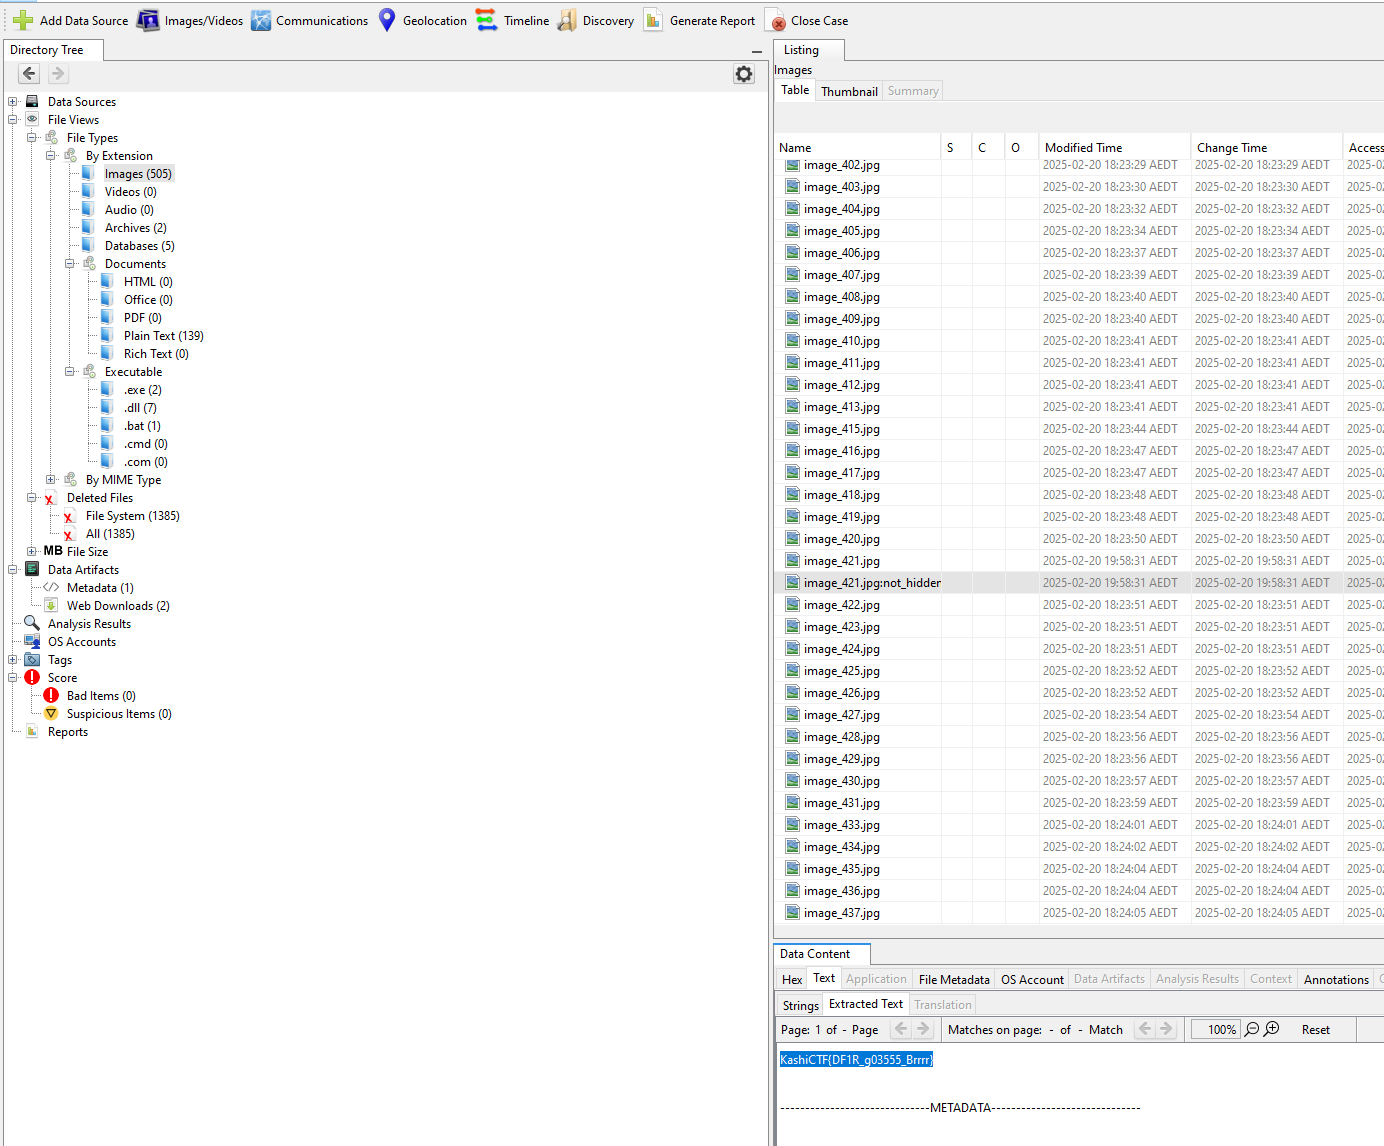 Add Data Source Images/Videos Communications Geolocation Timeline Discovery Generate Report Close Case
Directory Tree
Data Sources
File Views
File Types
By Extension
Images (505)
Videos (0)
Audio (0)
Archives (2)
Databases (5)
Documents
HTML (0)
Office (0)
PDF (0)
Plain Text (139)
Rich Text (0)
Executable
.exe (2)
.dll (7)
.bat (1)
.cmd (0)
.com (0)
By MIME Type
Deleted Files
File System (1385)
All (1385)
MB File Size
Data Artifacts
Metadata (1)
Web Downloads (2)
Analysis Results
OS Accounts
Tags
Score
Bad Items (0)
Suspicious Items (0)
Reports
Listing
Images
Table Thumbnail Summary
Name S C O Modified Time Change Time Access
image_402.jpg 2025-02-20 18:23:29 AEDT 2025-02-20 18:23:29 AEDT 2025-02
image_403.jpg 2025-02-20 18:23:30 AEDT 2025-02-20 18:23:30 AEDT 2025-02
image_404.jpg 2025-02-20 18:23:32 AEDT 2025-02-20 18:23:32 AEDT 2025-02
image_405.jpg 2025-02-20 18:23:34 AEDT 2025-02-20 18:23:34 AEDT 2025-02
image_406.jpg 2025-02-20 18:23:37 AEDT 2025-02-20 18:23:37 AEDT 2025-02
image_407.jpg 2025-02-20 18:23:39 AEDT 2025-02-20 18:23:39 AEDT 2025-02
image_408.jpg 2025-02-20 18:23:40 AEDT 2025-02-20 18:23:40 AEDT 2025-02
image_409.jpg 2025-02-20 18:23:40 AEDT 2025-02-20 18:23:40 AEDT 2025-02
image_410.jpg 2025-02-20 18:23:41 AEDT 2025-02-20 18:23:41 AEDT 2025-02
image_411.jpg 2025-02-20 18:23:41 AEDT 2025-02-20 18:23:41 AEDT 2025-02
image_412.jpg 2025-02-20 18:23:41 AEDT 2025-02-20 18:23:41 AEDT 2025-02
image_413.jpg 2025-02-20 18:23:41 AEDT 2025-02-20 18:23:41 AEDT 2025-02
image_415.jpg 2025-02-20 18:23:44 AEDT 2025-02-20 18:23:44 AEDT 2025-02
image_416.jpg 2025-02-20 18:23:47 AEDT 2025-02-20 18:23:47 AEDT 2025-02
image_417.jpg 2025-02-20 18:23:47 AEDT 2025-02-20 18:23:47 AEDT 2025-02
image_418.jpg 2025-02-20 18:23:48 AEDT 2025-02-20 18:23:48 AEDT 2025-02
image_419.jpg 2025-02-20 18:23:48 AEDT 2025-02-20 18:23:48 AEDT 2025-02
image_420.jpg 2025-02-20 18:23:50 AEDT 2025-02-20 18:23:50 AEDT 2025-02
image_421.jpg 2025-02-20 19:58:31 AEDT 2025-02-20 19:58:31 AEDT 2025-02
image_421.jpg:not_hidden 2025-02-20 19:58:31 AEDT 2025-02-20 19:58:31 AEDT 2025-02
image_422.jpg 2025-02-20 18:23:51 AEDT 2025-02-20 18:23:51 AEDT 2025-02
image_423.jpg 2025-02-20 18:23:51 AEDT 2025-02-20 18:23:51 AEDT 2025-02
image_424.jpg 2025-02-20 18:23:51 AEDT 2025-02-20 18:23:51 AEDT 2025-02
image_425.jpg 2025-02-20 18:23:52 AEDT 2025-02-20 18:23:52 AEDT 2025-02
image_426.jpg 2025-02-20 18:23:52 AEDT 2025-02-20 18:23:52 AEDT 2025-02
image_427.jpg 2025-02-20 18:23:54 AEDT 2025-02-20 18:23:54 AEDT 2025-02
image_428.jpg 2025-02-20 18:23:56 AEDT 2025-02-20 18:23:56 AEDT 2025-02
image_429.jpg 2025-02-20 18:23:56 AEDT 2025-02-20 18:23:56 AEDT 2025-02
image_430.jpg 2025-02-20 18:23:57 AEDT 2025-02-20 18:23:57 AEDT 2025-02
image_431.jpg 2025-02-20 18:23:59 AEDT 2025-02-20 18:23:59 AEDT 2025-02
image_433.jpg 2025-02-20 18:24:01 AEDT 2025-02-20 18:24:01 AEDT 2025-02
image_434.jpg 2025-02-20 18:24:02 AEDT 2025-02-20 18:24:02 AEDT 2025-02
image_435.jpg 2025-02-20 18:24:04 AEDT 2025-02-20 18:24:04 AEDT 2025-02
image_436.jpg 2025-02-20 18:24:04 AEDT 2025-02-20 18:24:04 AEDT 2025-02
image_437.jpg 2025-02-20 18:24:05 AEDT 2025-02-20 18:24:05 AEDT 2025-02
Data Content
Hex Text Application File Metadata OS Account Data Artifacts Analysis Results Context Annotations
Strings Extracted Text Translation
Page: 1 of - Page Matches on page: - of - Match 100% Reset
KashiCTF{DF1R_g03555_Brrrr}
------------------------------METADATA------------------------------